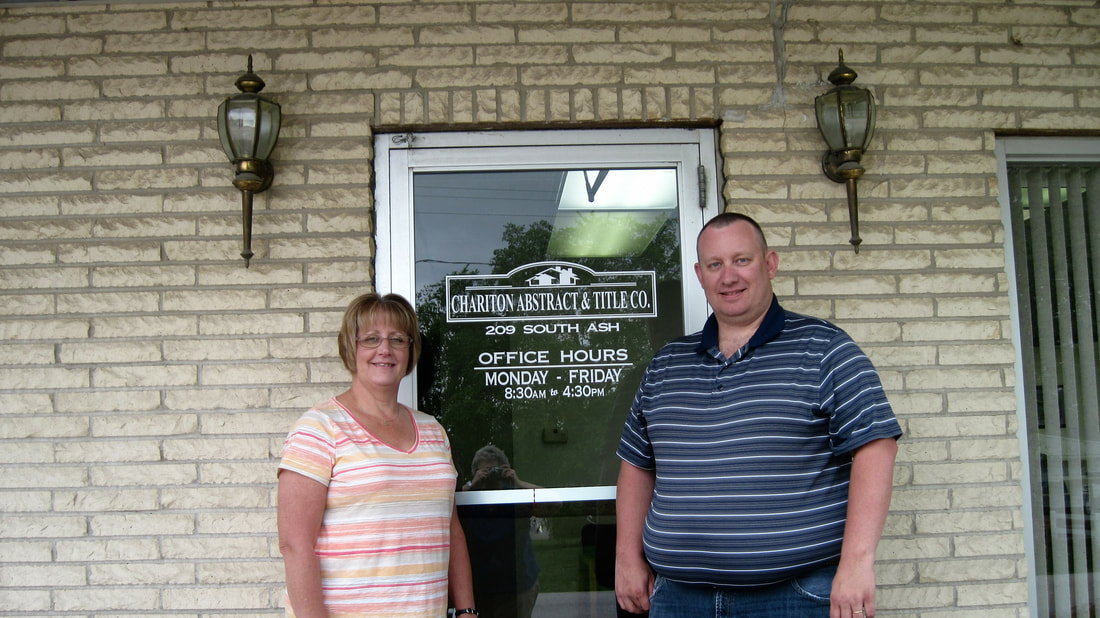 CHARITON ABSTRACT & TITLE CO.
209 SOUTH ASH
OFFICE HOURS
MONDAY - FRIDAY
8:30AM to 4:30PM